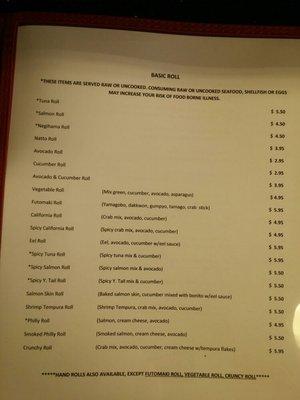 BASIC ROLL
*THESE ITEMS ARE SERVED RAW OR UNCOOKED. CONSUMING RAW OR UNCOOKED SEAFOOD, SHELLFISH OR EGGS
MAY INCREASE YOUR RISK OF FOOD BORNE ILLNESS.
*Tuna Roll $ 5.50
*Salmon Roll $ 4.50
*Negihama Roll $ 4.50
Natto Roll $ 3.95
Avocado Roll $ 2.95
Cucumber Roll $ 2.95
Avocado & Cucumber Roll $ 3.95
Vegetable Roll (Mix green, cucumber, avocado, asparagus) $ 4.95
Futomaki Roll (Yamagobo, dakkwon, gumpyo, tamago, crab stick) $ 5.95
California Roll (Crab mix, avocado, cucumber) $ 4.95
Spicy California Roll (Spicy crab mix, avocado, cucumber) $ 4.95
Eel Roll (Eel, avocado, cucumber w/eel sauce) $ 5.95
*Spicy Tuna Roll (Spicy tuna mix & cucumber) $ 5.95
*Spicy Salmon Roll (Spicy salmon mix & avocado) $ 5.50
*Spicy Y. Tail Roll (Spicy Y. Tail mix & cucumber) $ 5.50
Salmon Skin Roll (Baked salmon skin, cucumber mixed with bonito w/eel sauce) $ 5.50
Shrimp Tempura Roll (Shrimp Tempura, crab mix, avocado, cucumber) $ 5.50
*Philly Roll (Salmon, cream cheese, avocado) $ 4.95
Smoked Philly Roll (Smoked salmon, cream cheese, avocado) $ 5.50
Crunchy Roll (Crab mix, avocado, cucumber, cream cheese w/tempura flakes) $ 5.95
*****HAND ROLLS ALSO AVAILABLE, EXCEPT FUTOMAKI ROLL, VEGETABLE ROLL, CRUNCY ROLL*****